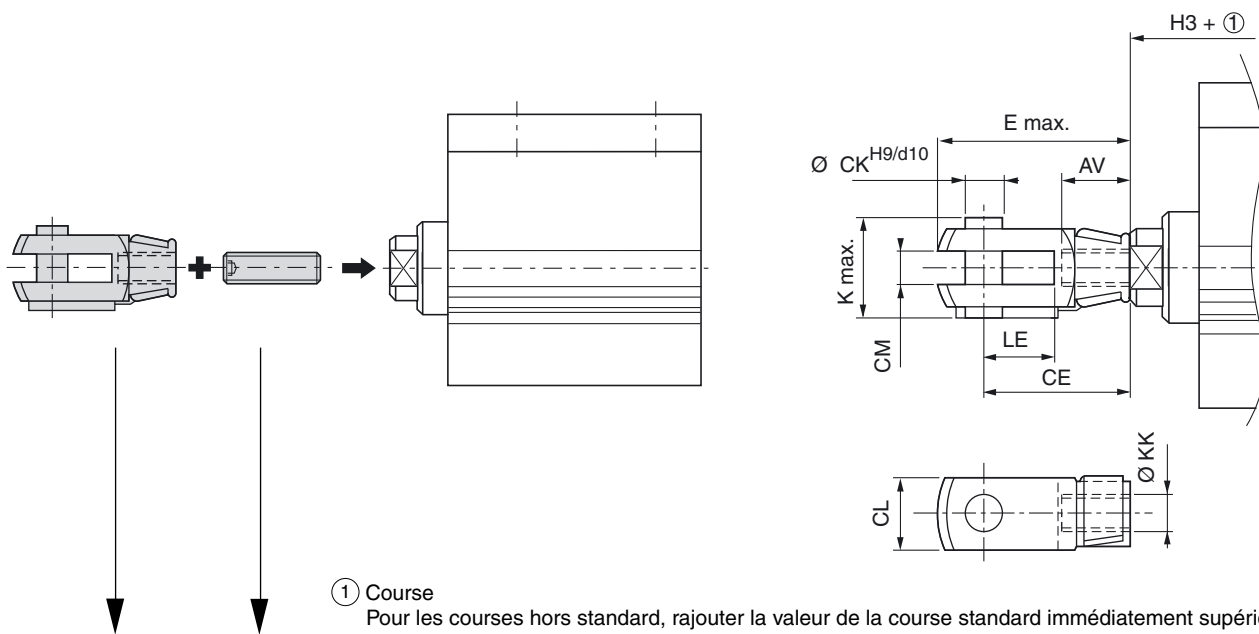 H3 + ①
E max.
Ø CK H9/d10
AV
K max.
CM
LE
CE
Ø KK
CL
① Course
Pour les courses hors standard, rajouter la valeur de la course standard immédiatement supéri